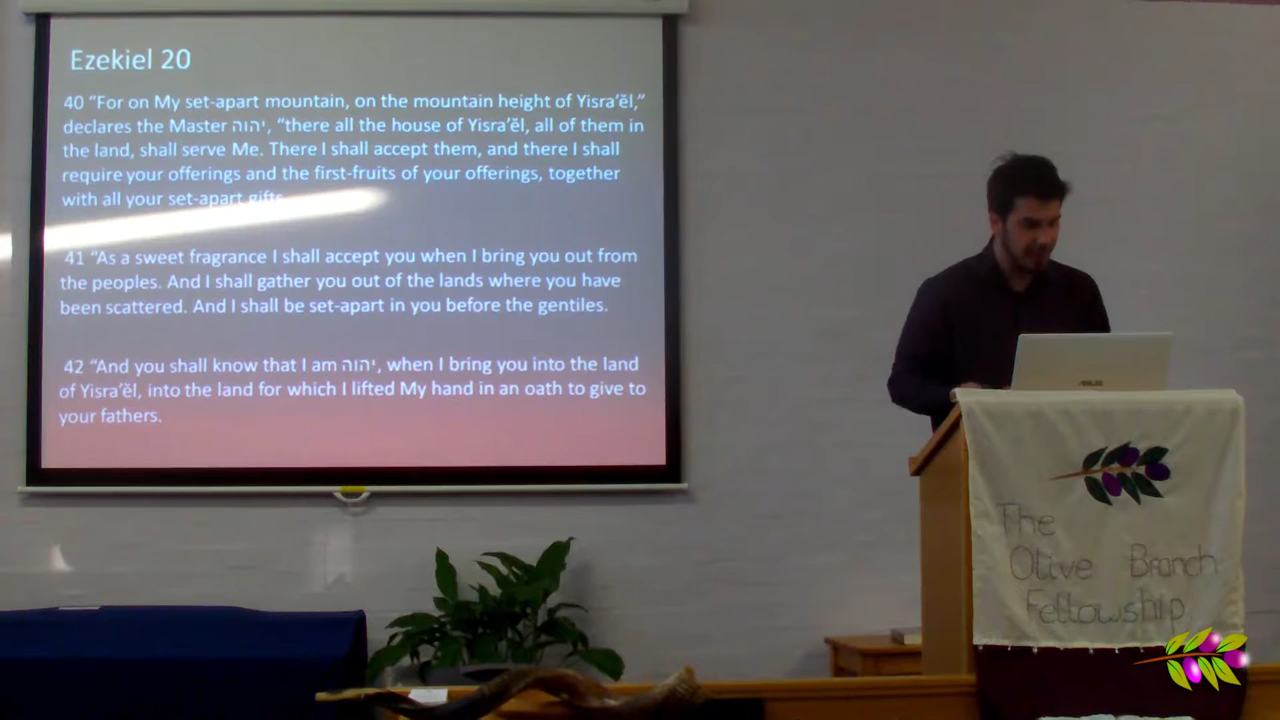 Ezekiel 20
40 “For on My set-apart mountain, on the mountain height of Yisra’ĕl,”
declares the Master יהוה, “there all the house of Yisra’ĕl, all of them in
the land, shall serve Me. There I shall accept them, and there I shall
require your offerings and the first-fruits of your offerings, together
with all your set-apart gifts.
41 “As a sweet fragrance I shall accept you when I bring you out from
the peoples. And I shall gather you out of the lands where you have
been scattered. And I shall be set-apart in you before the gentiles.
42 “And you shall know that I am יהוה, when I bring you into the land
of Yisra’ĕl, into the land for which I lifted My hand in an oath to give to
your fathers.
ASUS
The
Olive Branch
Fellowship